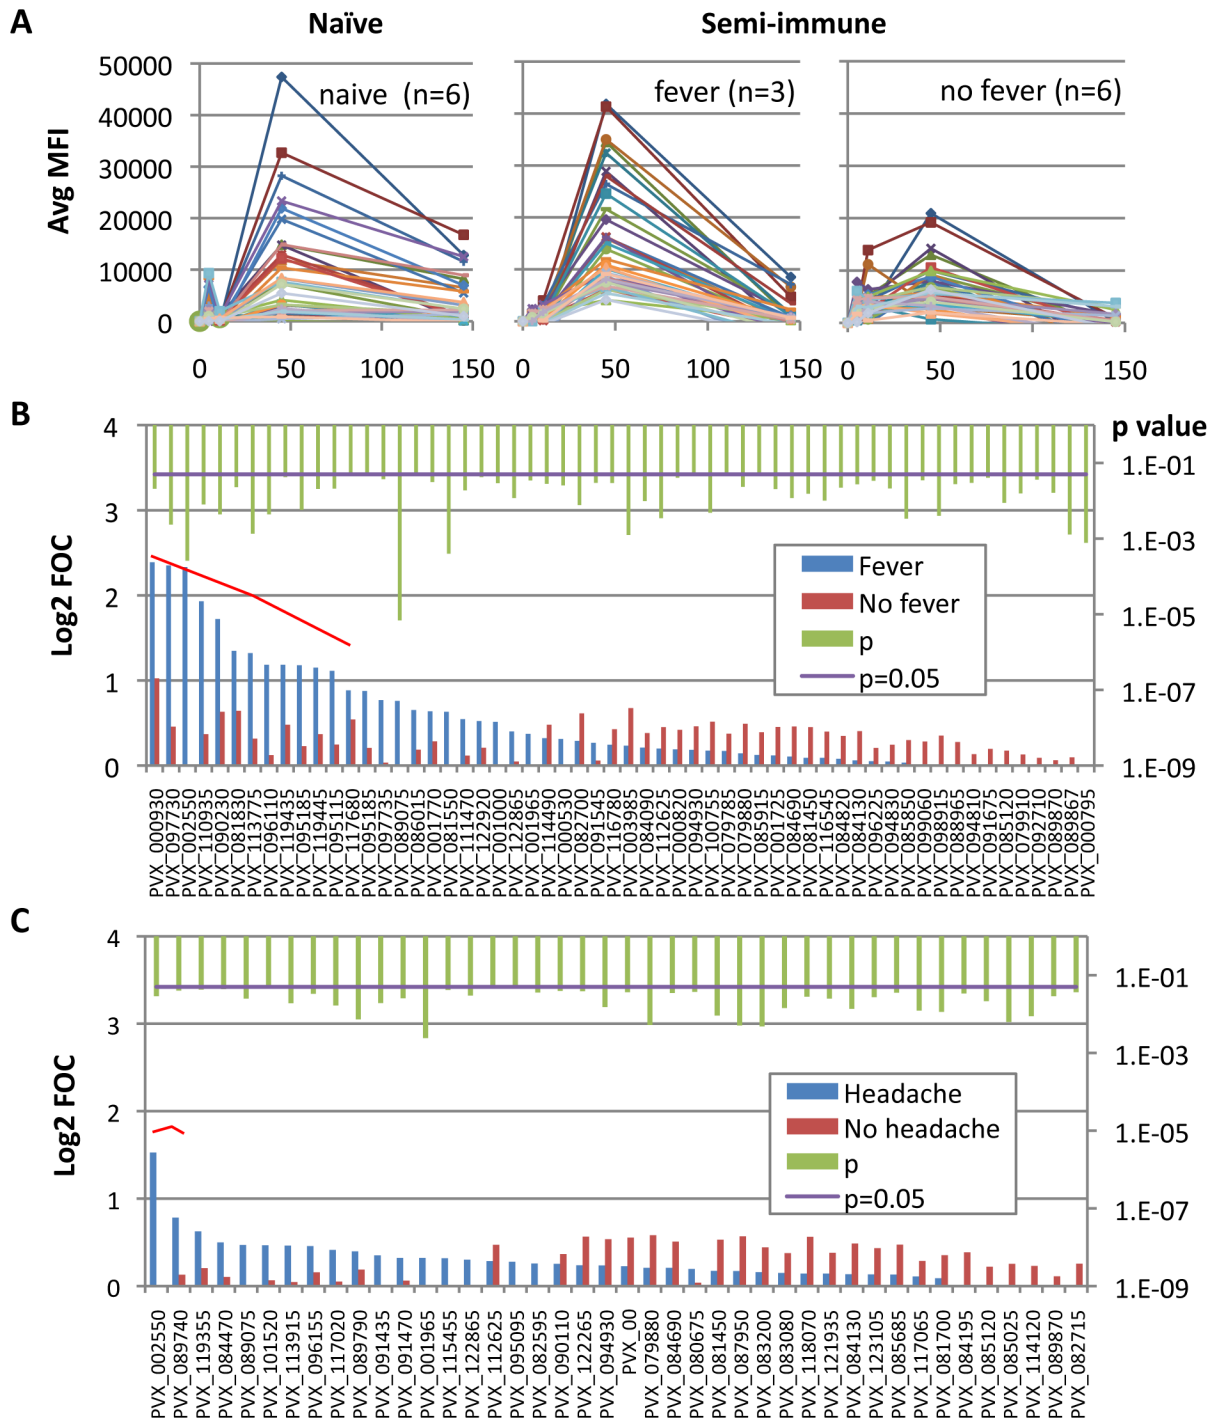 A
Naïve
Semi-immune
Avg MFI
50000
40000
30000
20000
10000
0
naive (n=6)
fever (n=3)
no fever (n=6)
0 50 100 150
0 50 100 150
0 50 100 150
B
Log2 FOC
4
3
2
1
0
p value
1.E-01
1.E-03
1.E-05
1.E-07
1.E-09
Fever
No fever
p
p=0.05
PVX_000930
PVX_097730
PVX_002550
PVX_110935
PVX_090230
PVX_081830
PVX_113775
PVX_096110
PVX_119435
PVX_095185
PVX_119445
PVX_095115
PVX_117680
PVX_095185
PVX_097735
PVX_089075
PVX_086015
PVX_001770
PVX_081550
PVX_111470
PVX_122920
PVX_001000
PVX_122865
PVX_001965
PVX_114490
PVX_000530
PVX_082700
PVX_091545
PVX_116780
PVX_003985
PVX_084090
PVX_112625
PVX_000820
PVX_094930
PVX_100755
PVX_079785
PVX_079880
PVX_085915
PVX_001725
PVX_084690
PVX_081450
PVX_116545
PVX_084820
PVX_084130
PVX_096225
PVX_094830
PVX_085850
PVX_099060
PVX_098915
PVX_088965
PVX_094810
PVX_091675
PVX_085120
PVX_079910
PVX_092710
PVX_089870
PVX_089867
PVX_000795
C
Log2 FOC
4
3
2
1
0
1.E-01
1.E-03
1.E-05
1.E-07
1.E-09
Headache
No headache
p
p=0.05
PVX_002550
PVX_089740
PVX_119355
PVX_084470
PVX_089075
PVX_101520
PVX_113915
PVX_096155
PVX_117020
PVX_089790
PVX_091435
PVX_091470
PVX_001965
PVX_115455
PVX_122865
PVX_112625
PVX_095095
PVX_082595
PVX_090110
PVX_122265
PVX_094930
PVX_00
PVX_079880
PVX_084690
PVX_080675
PVX_081450
PVX_087950
PVX_083200
PVX_083080
PVX_118070
PVX_121935
PVX_084130
PVX_123105
PVX_085685
PVX_117065
PVX_081700
PVX_084195
PVX_085120
PVX_085025
PVX_114120
PVX_089870
PVX_082715